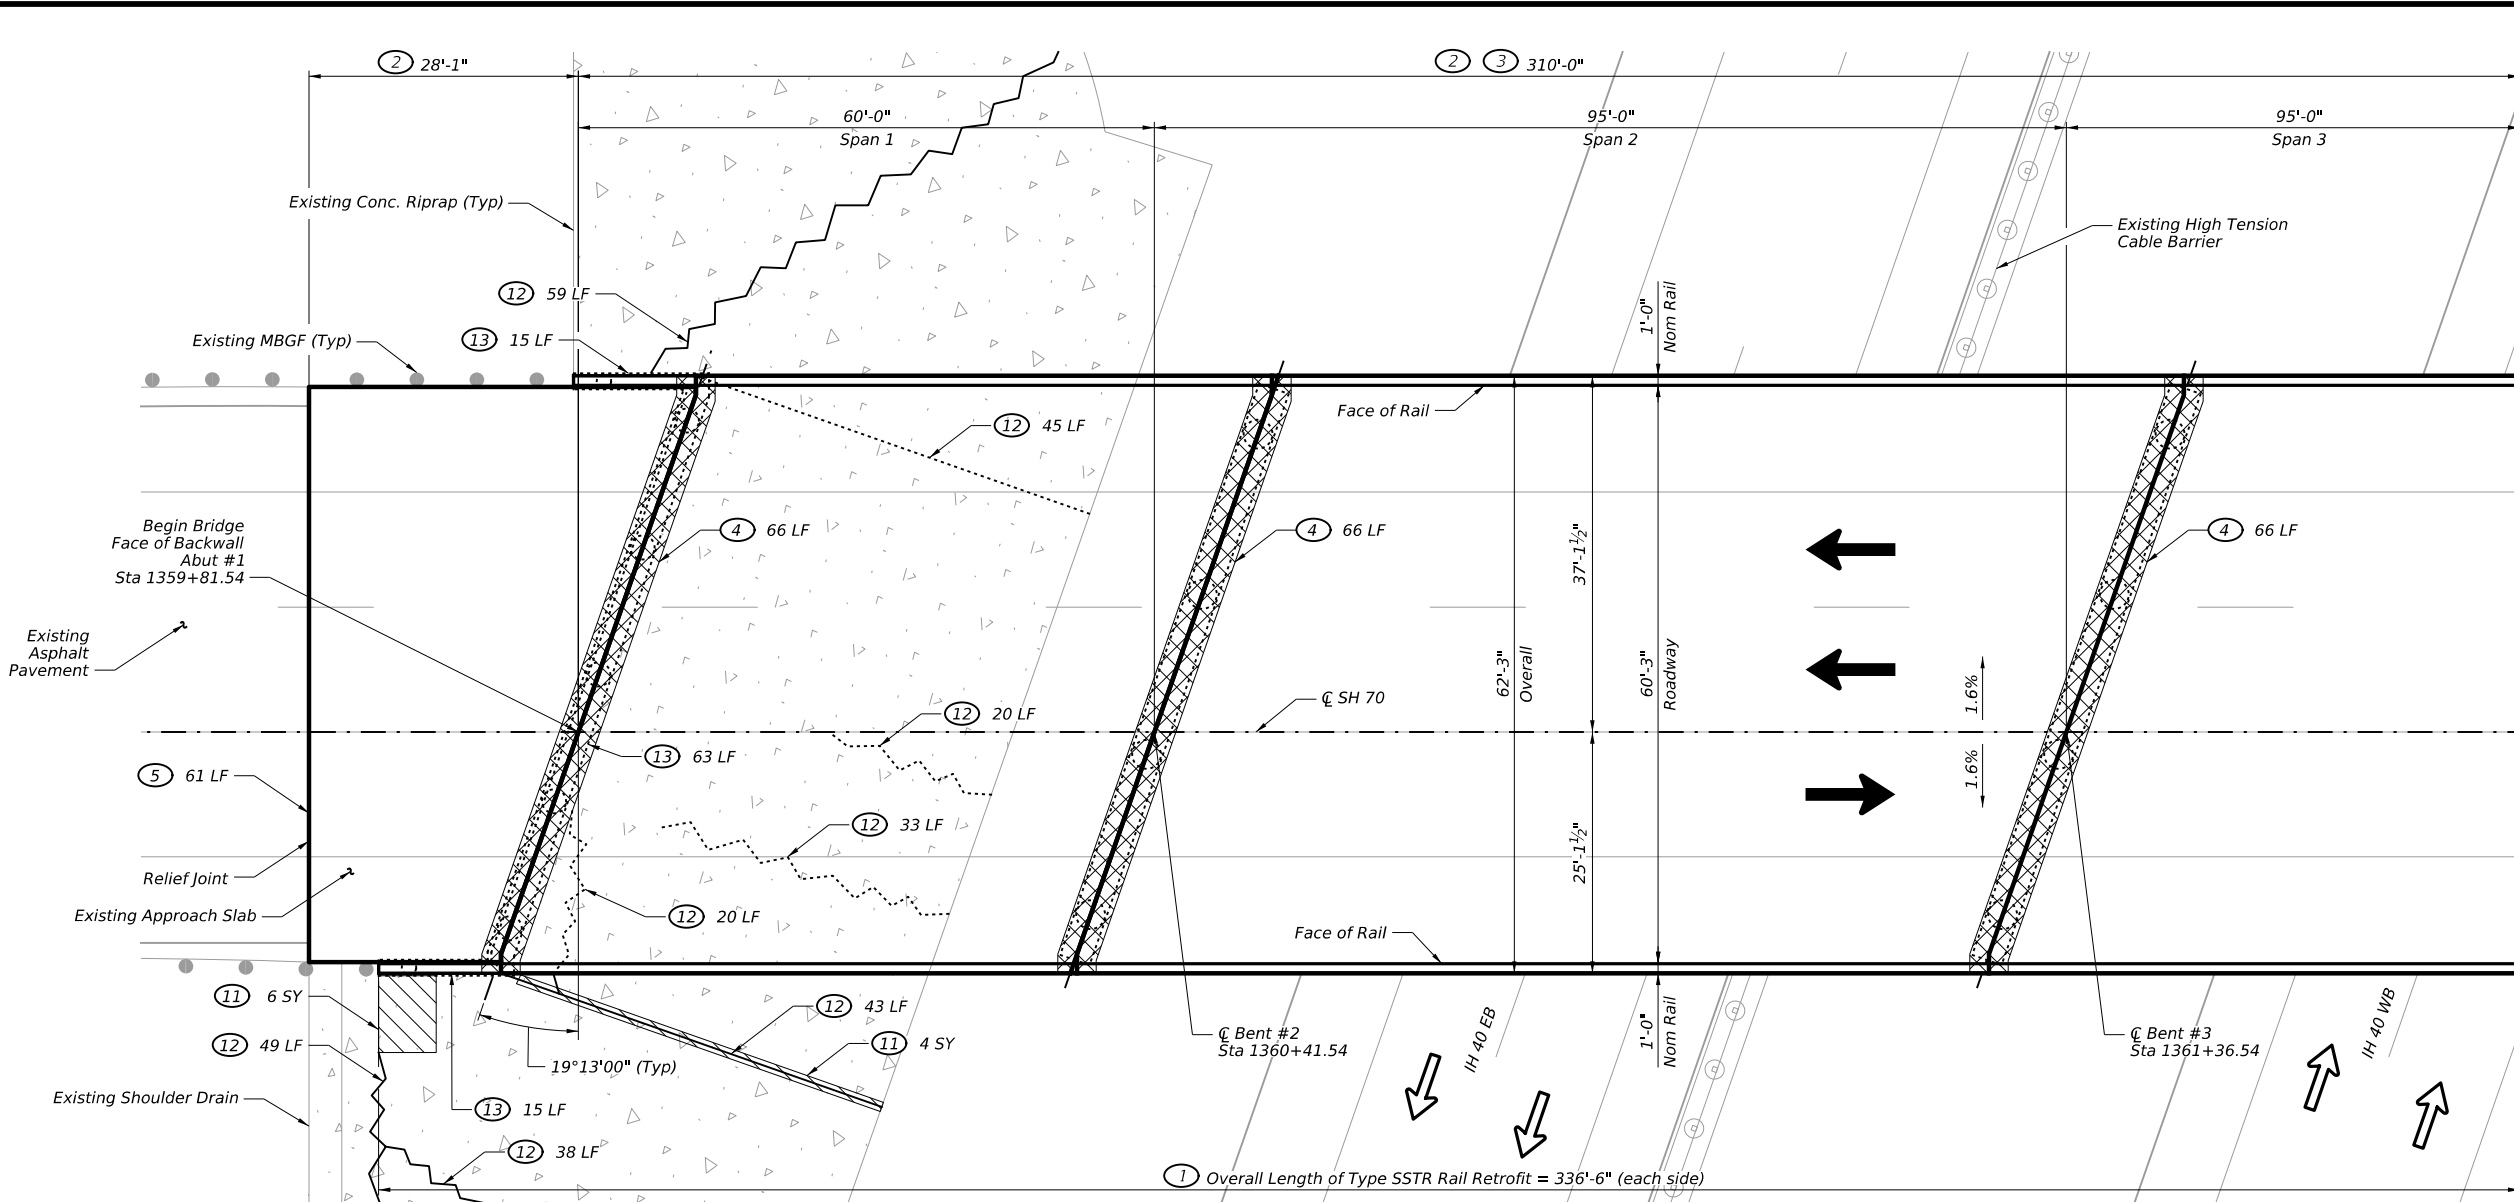 2 28'-1"
2 3 310'-0"
60'-0"
Span 1
95'-0"
Span 2
95'-0"
Span 3
Existing Conc. Riprap (Typ)
Existing High Tension
Cable Barrier
12 59 LF
13 15 LF
Existing MBGF (Typ)
1'-0"
Nom Rail
Face of Rail
12 45 LF
4 66 LF
4 66 LF
4 66 LF
37'-1½"
Begin Bridge
Face of Backwall
Abut #1
Sta 1359+81.54
Existing
Asphalt
Pavement
62'-3"
Overall
60'-3"
Roadway
1.6%
1.6%
℄ SH 70
12 20 LF
13 63 LF
5 61 LF
12 33 LF
25'-1½"
Relief Joint
Existing Approach Slab
12 20 LF
Face of Rail
11 6 SY
12 43 LF
12 49 LF
11 4 SY
19°13'00" (Typ)
℄ Bent #2
Sta 1360+41.54
IH 40 EB
1'-0"
Nom Rail
℄ Bent #3
Sta 1361+36.54
IH 40 WB
Existing Shoulder Drain
13 15 LF
12 38 LF
1 Overall Length of Type SSTR Rail Retrofit = 336'-6" (each side)